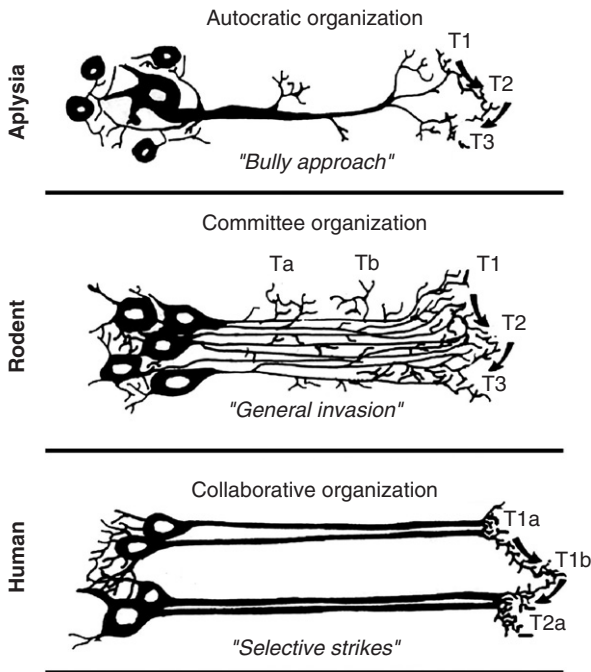 Autocratic organization
Aplysia
T1
T2
T3
"Bully approach"
Committee organization
Rodent
Ta
Tb
T1
T2
T3
"General invasion"
Collaborative organization
Human
T1a
T1b
T2a
"Selective strikes"